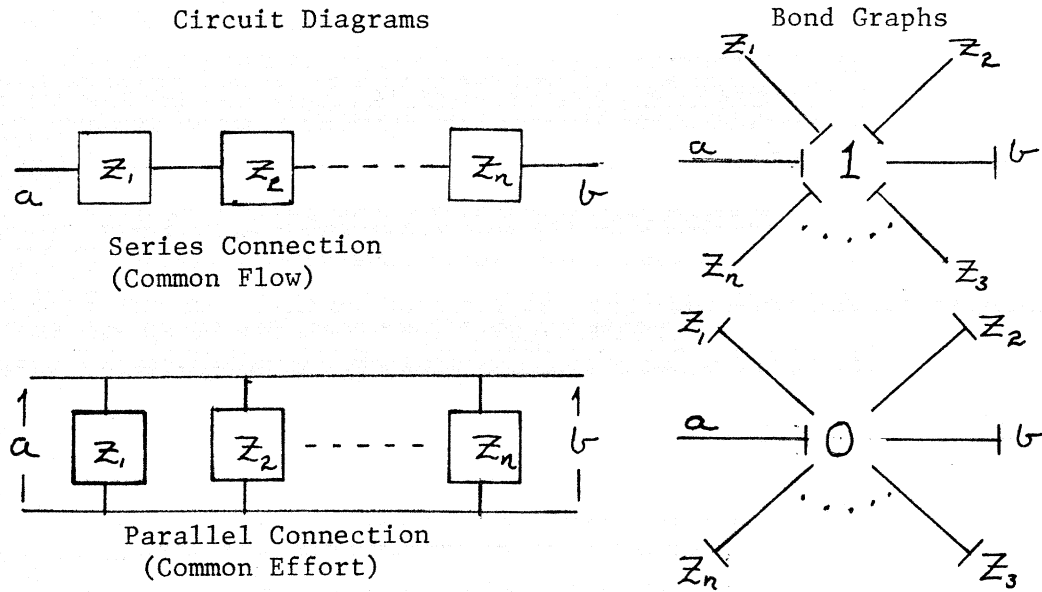 Circuit Diagrams
Z₁ Z₂ Zₙ
a b
Series Connection
(Common Flow)
a Z₁ Z₂ Zₙ b
Parallel Connection
(Common Effort)
Bond Graphs
Z₁ Z₂
a 1 b
Zₙ Z₃
Z₁ Z₂
a 0 b
Zₙ Z₃